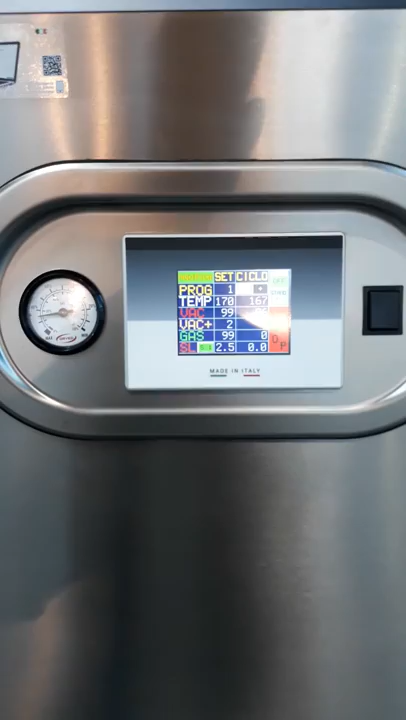 SET CICLO
PROG 1
TEMP 170 167
VAC 99
VAC+ 2
GAS 99 0
SL 2.5 0.0
MADE IN ITALY